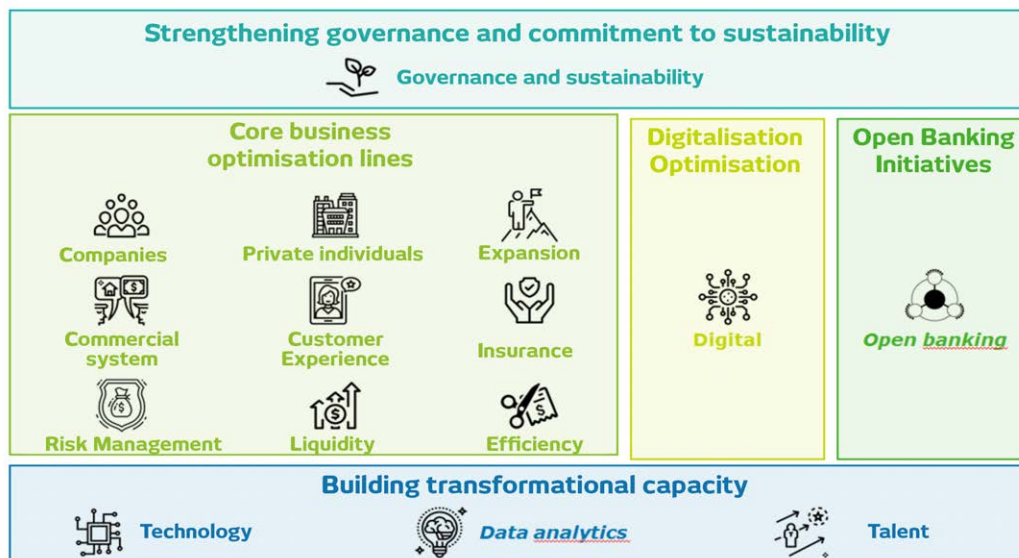 Strengthening governance and commitment to sustainability
Governance and sustainability
Core business
optimisation lines
Companies
Private individuals
Expansion
Commercial
system
Customer
Experience
Insurance
Risk Management
Liquidity
Efficiency
Digitalisation
Optimisation
Digital
Open Banking
Initiatives
Open banking
Building transformational capacity
Technology
Data analytics
Talent